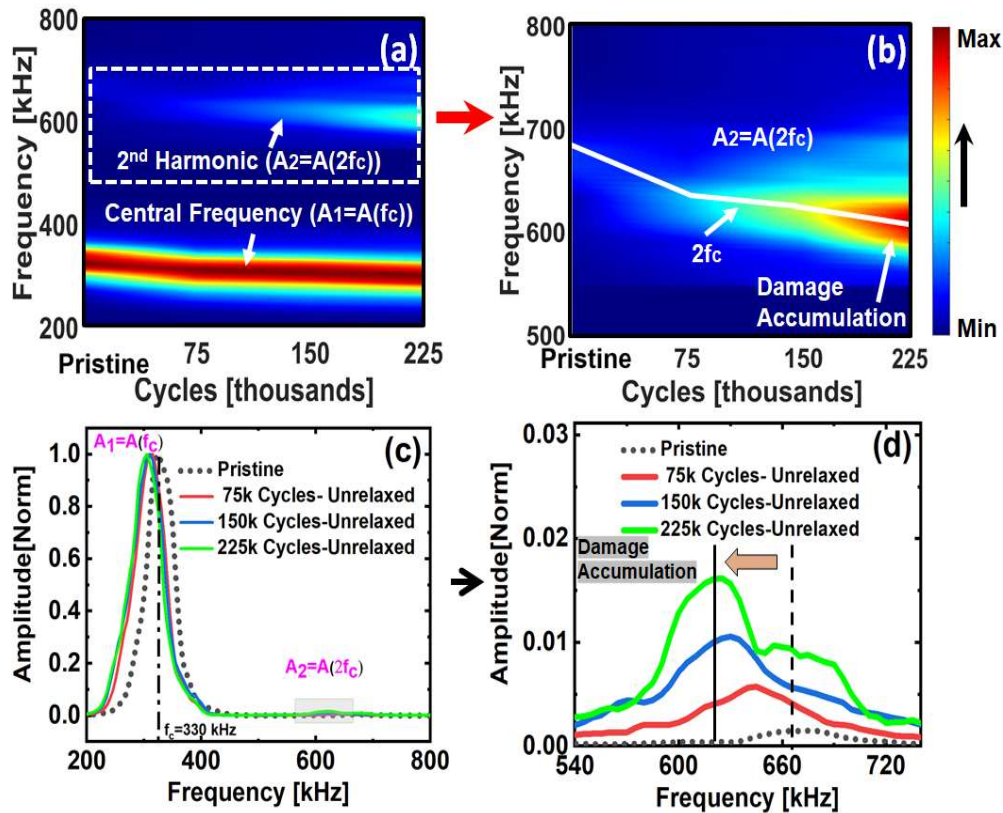 800
600
400
200
Frequency [kHz]
(a)
2nd Harmonic (A2=A(2fc))
Central Frequency (A1=A(fc))
Pristine
75
150
225
Cycles [thousands]
800
700
600
500
Frequency [kHz]
(b)
A2=A(2fc)
2fc
Damage
Accumulation
75
150
225
Cycles [thousands]
Max
Min
A1=A(fc)
(c)
1.0
0.8
0.6
0.4
0.2
0.0
Amplitude[Norm]
Pristine
75k Cycles- Unrelaxed
150k Cycles-Unrelaxed
225k Cycles-Unrelaxed
A2=A(2fc)
fc=330 kHz
200
400
600
800
Frequency [kHz]
(d)
0.03
0.02
0.01
0.00
Amplitude[Norm]
Pristine
75k Cycles- Unrelaxed
150k Cycles-Unrelaxed
225k Cycles-Unrelaxed
Damage
Accumulation
540
600
660
720
Frequency [kHz]